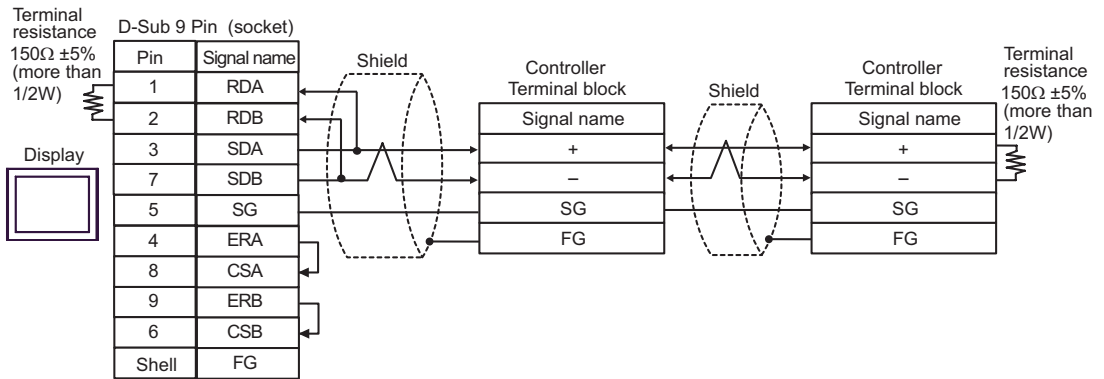 Terminal
resistance
150Ω ±5%
(more than
1/2W)
D-Sub 9 Pin (socket)
Pin Signal name
1 RDA
2 RDB
3 SDA
7 SDB
5 SG
4 ERA
8 CSA
9 ERB
6 CSB
Shell FG
Display
Shield
Controller
Terminal block
Signal name
+
–
SG
FG
Shield
Controller
Terminal block
Signal name
+
–
SG
FG
Terminal
resistance
150Ω ±5%
(more than
1/2W)